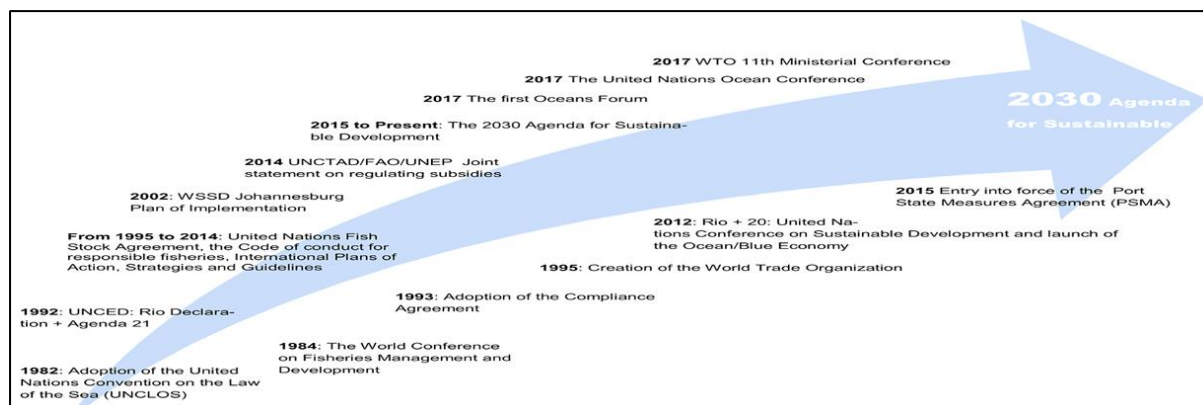 2017 WTO 11th Ministerial Conference
2017 The United Nations Ocean Conference
2017 The first Oceans Forum
2030 Agenda
for Sustainable
2015 to Present: The 2030 Agenda for Sustaina-
ble Development
2014 UNCTAD/FAO/UNEP Joint
statement on regulating subsidies
2002: WSSD Johannesburg
Plan of Implementation
From 1995 to 2014: United Nations Fish
Stock Agreement, the Code of conduct for
responsible fisheries, International Plans of
Action, Strategies and Guidelines
1992: UNCED: Rio Declara-
tion + Agenda 21
1982: Adoption of the United
Nations Convention on the Law
of the Sea (UNCLOS)
1984: The World Conference
on Fisheries Management and
Development
1993: Adoption of the Compliance
Agreement
1995: Creation of the World Trade Organization
2012: Rio + 20: United Na-
tions Conference on Sustainable Development and launch of
the Ocean/Blue Economy
2015 Entry into force of the Port
State Measures Agreement (PSMA)